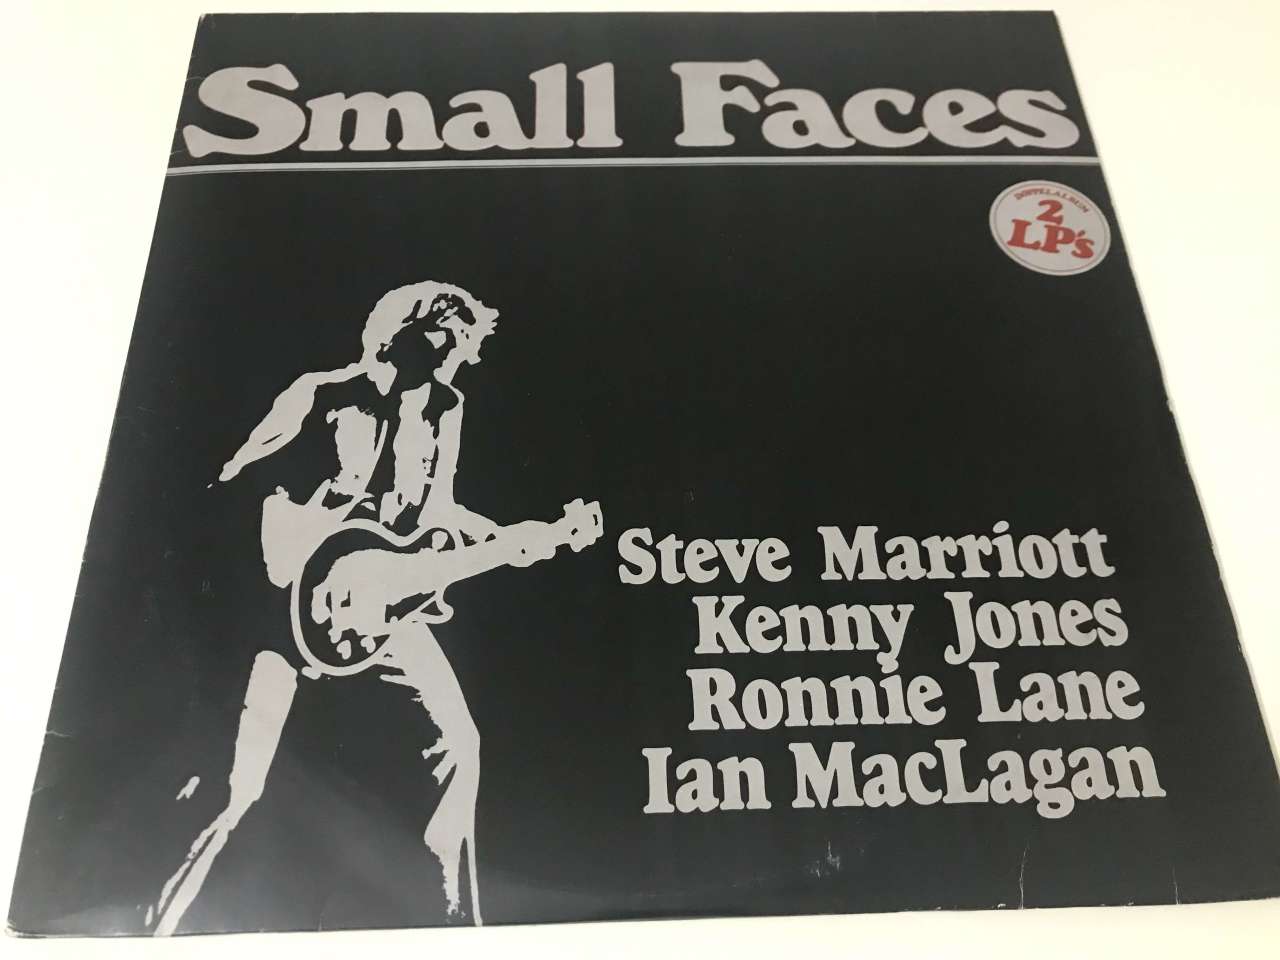 Small Faces
DOPPELALBUM
2
LP's
Steve Marriott
Kenny Jones
Ronnie Lane
Ian MacLagan